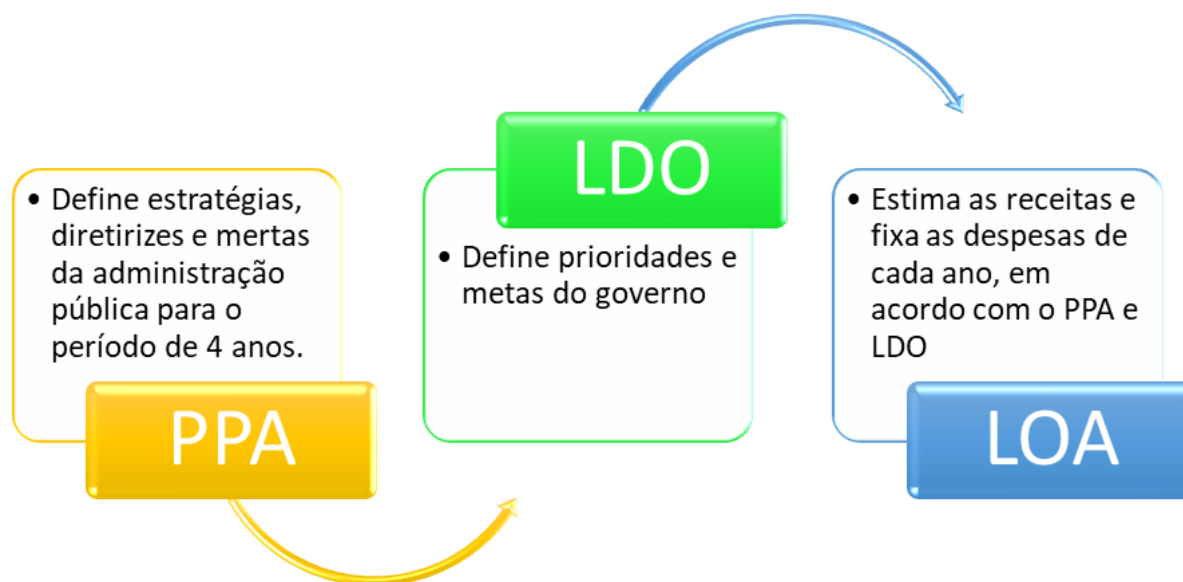 • Define estratégias,
diretirizes e mertas
da administração
pública para o
período de 4 anos.
PPA
LDO
• Define prioridades e
metas do governo
• Estima as receitas e
fixa as despesas de
cada ano, em
acordo com o PPA e
LDO
LOA